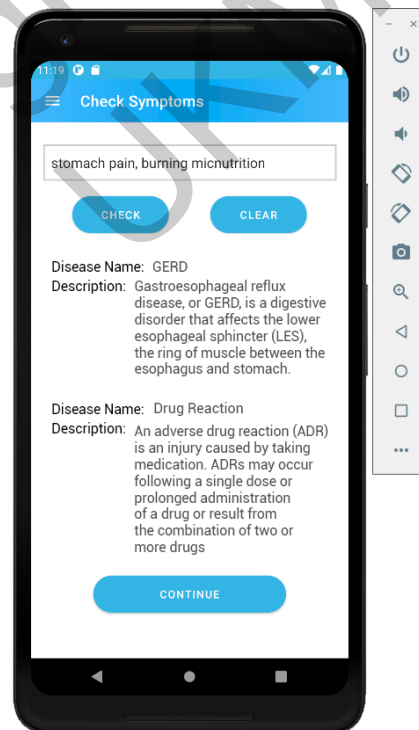 11:19
Check Symptoms
stomach pain, burning micnutrition
CHECK CLEAR
Disease Name: GERD
Description: Gastroesophageal reflux
disease, or GERD, is a digestive
disorder that affects the lower
esophageal sphincter (LES),
the ring of muscle between the
esophagus and stomach.
Disease Name: Drug Reaction
Description: An adverse drug reaction (ADR)
is an injury caused by taking
medication. ADRs may occur
following a single dose or
prolonged administration
of a drug or result from
the combination of two or
more drugs
CONTINUE